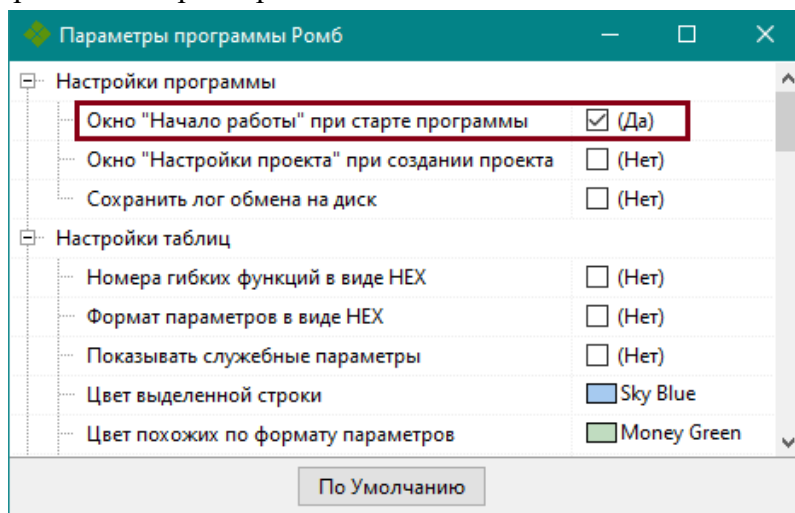 Параметры программы Ромб
Настройки программы
Окно "Начало работы" при старте программы (Да)
Окно "Настройки проекта" при создании проекта (Нет)
Сохранить лог обмена на диск (Нет)
Настройки таблиц
Номера гибких функций в виде HEX (Нет)
Формат параметров в виде HEX (Нет)
Показывать служебные параметры (Нет)
Цвет выделенной строки Sky Blue
Цвет похожих по формату параметров Money Green
По Умолчанию